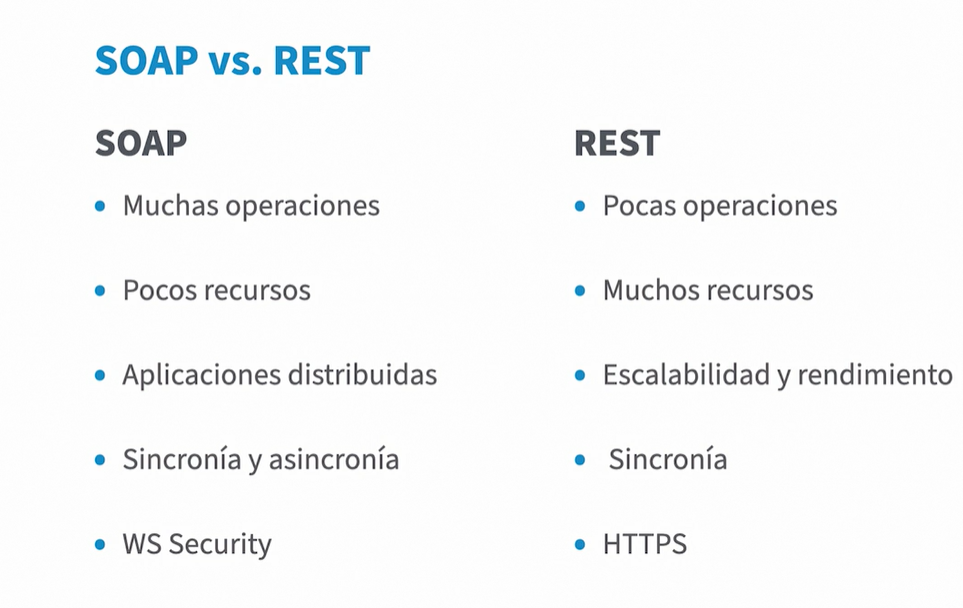 SOAP vs. REST
SOAP
Muchas operaciones
Pocos recursos
Aplicaciones distribuidas
Sincronía y asincronía
WS Security
REST
Pocas operaciones
Muchos recursos
Escalabilidad y rendimiento
Sincronía
HTTPS